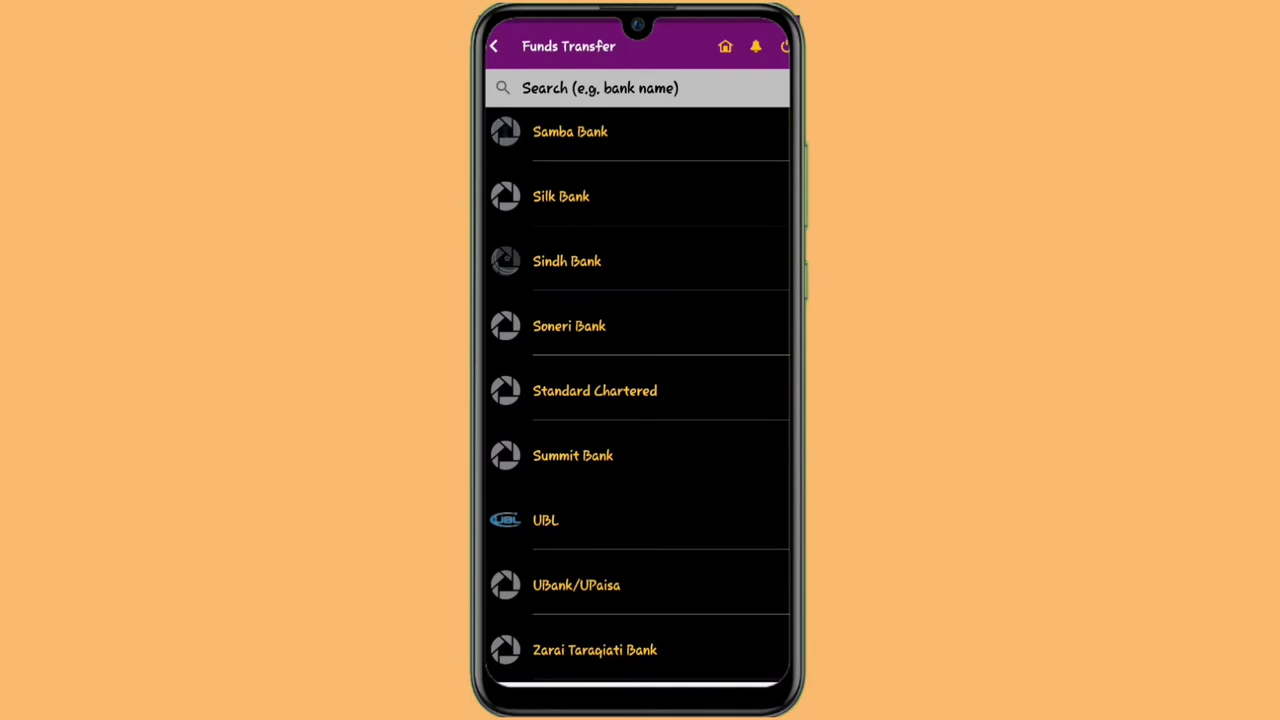 Funds Transfer
Search (e.g. bank name)
Samba Bank
Silk Bank
Sindh Bank
Soneri Bank
Standard Chartered
Summit Bank
UBL UBL
UBank/UPaisa
Zarai Taraqiati Bank